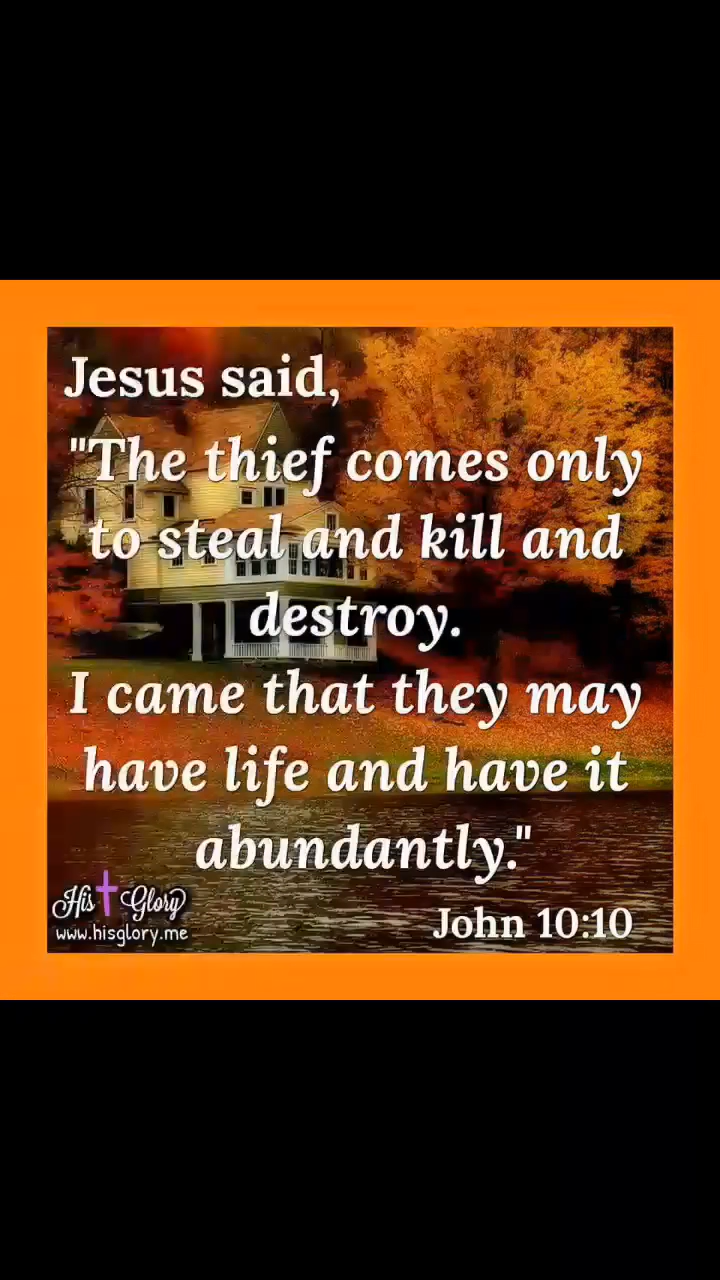 Jesus said,
"The thief comes only
to steal and kill and
destroy.
I came that they may
have life and have it
abundantly."
His Glory
www.hisglory.me
John 10:10